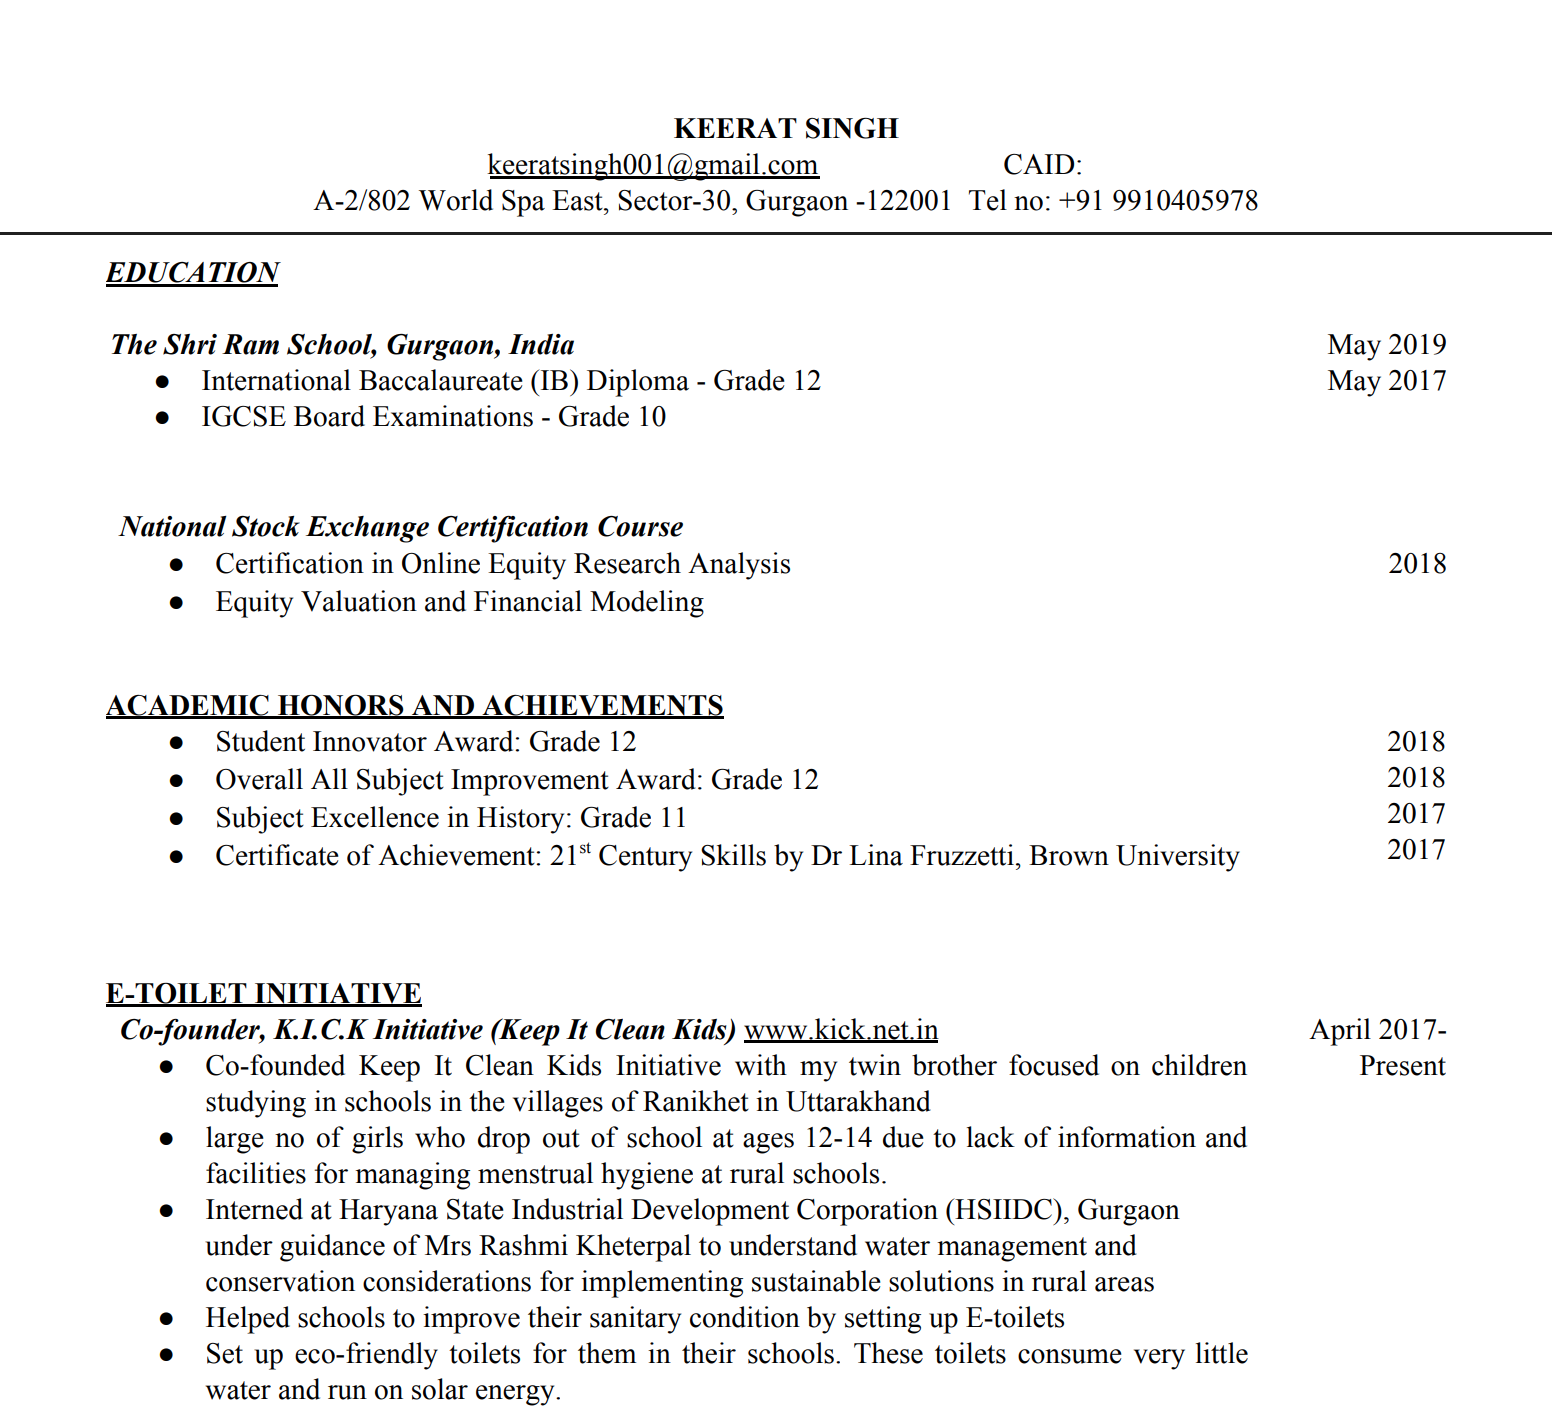 KEERAT SINGH
keeratsingh001@gmail.com CAID:
A-2/802 World Spa East, Sector-30, Gurgaon -122001 Tel no: +91 9910405978
EDUCATION
The Shri Ram School, Gurgaon, India May 2019
● International Baccalaureate (IB) Diploma - Grade 12 May 2017
● IGCSE Board Examinations - Grade 10
National Stock Exchange Certification Course
● Certification in Online Equity Research Analysis 2018
● Equity Valuation and Financial Modeling
ACADEMIC HONORS AND ACHIEVEMENTS
● Student Innovator Award: Grade 12 2018
● Overall All Subject Improvement Award: Grade 12 2018
● Subject Excellence in History: Grade 11 2017
● Certificate of Achievement: 21st Century Skills by Dr Lina Fruzzetti, Brown University 2017
E-TOILET INITIATIVE
Co-founder, K.I.C.K Initiative (Keep It Clean Kids) www.kick.net.in April 2017-
● Co-founded Keep It Clean Kids Initiative with my twin brother focused on children Present
studying in schools in the villages of Ranikhet in Uttarakhand
● large no of girls who drop out of school at ages 12-14 due to lack of information and
facilities for managing menstrual hygiene at rural schools.
● Interned at Haryana State Industrial Development Corporation (HSIIDC), Gurgaon
under guidance of Mrs Rashmi Kheterpal to understand water management and
conservation considerations for implementing sustainable solutions in rural areas
● Helped schools to improve their sanitary condition by setting up E-toilets
● Set up eco-friendly toilets for them in their schools. These toilets consume very little
water and run on solar energy.